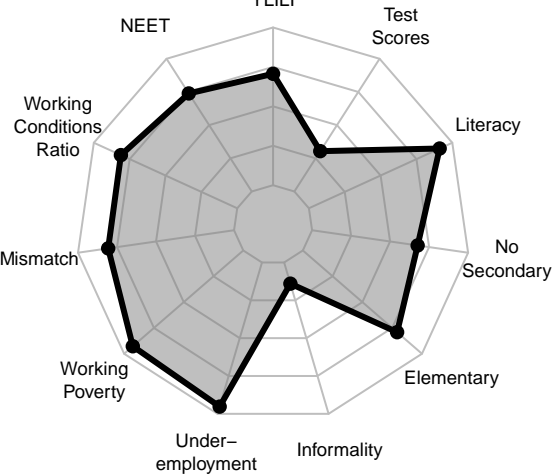 NEET
Test
Scores
Working
Conditions
Ratio
Literacy
Mismatch
No
Secondary
Working
Poverty
Elementary
Under−
employment
Informality